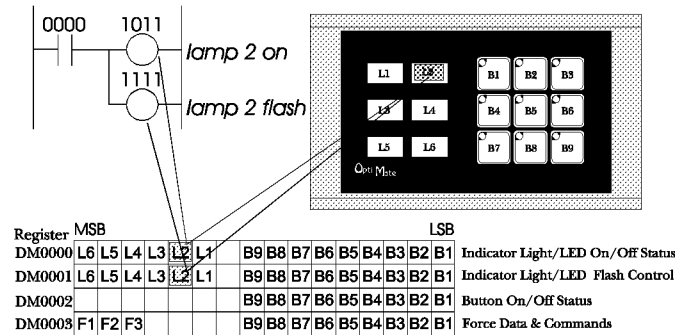 0000 1011
lamp 2 on
1111
lamp 2 flash
L1 L2 B1 B2 B3
L3 L4 B4 B5 B6
L5 L6 B7 B8 B9
Opti Mate
Register MSB LSB
DM0000 L6 L5 L4 L3 L2 L1 B9 B8 B7 B6 B5 B4 B3 B2 B1 Indicator Light/LED On/Off Status
DM0001 L6 L5 L4 L3 L2 L1 B9 B8 B7 B6 B5 B4 B3 B2 B1 Indicator Light/LED Flash Control
DM0002 B9 B8 B7 B6 B5 B4 B3 B2 B1 Button On/Off Status
DM0003 F1 F2 F3 B9 B8 B7 B6 B5 B4 B3 B2 B1 Force Data & Commands